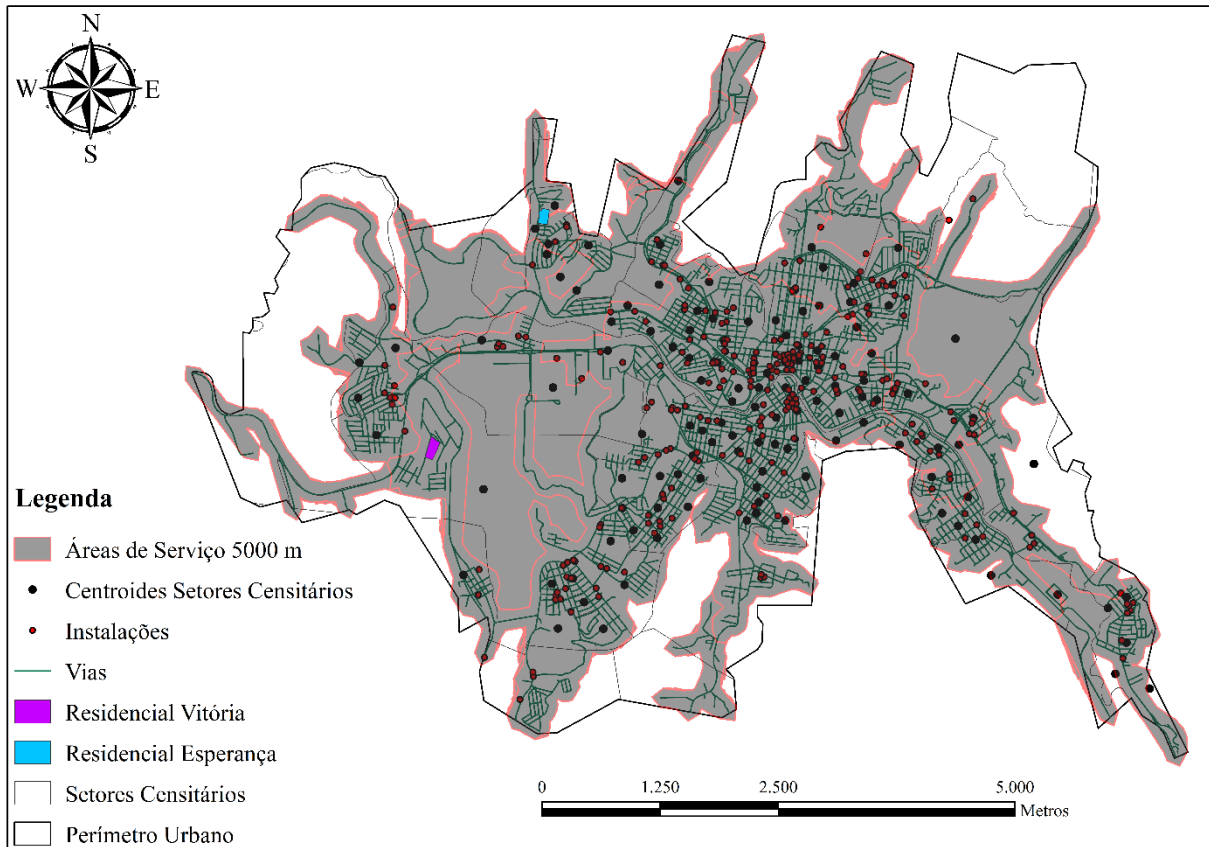 N
W
E
S
Legenda
Áreas de Serviço 5000 m
Centroides Setores Censitários
Instalações
Vias
Residencial Vitória
Residencial Esperança
Setores Censitários
Perímetro Urbano
0 1.250 2.500 5.000
Metros